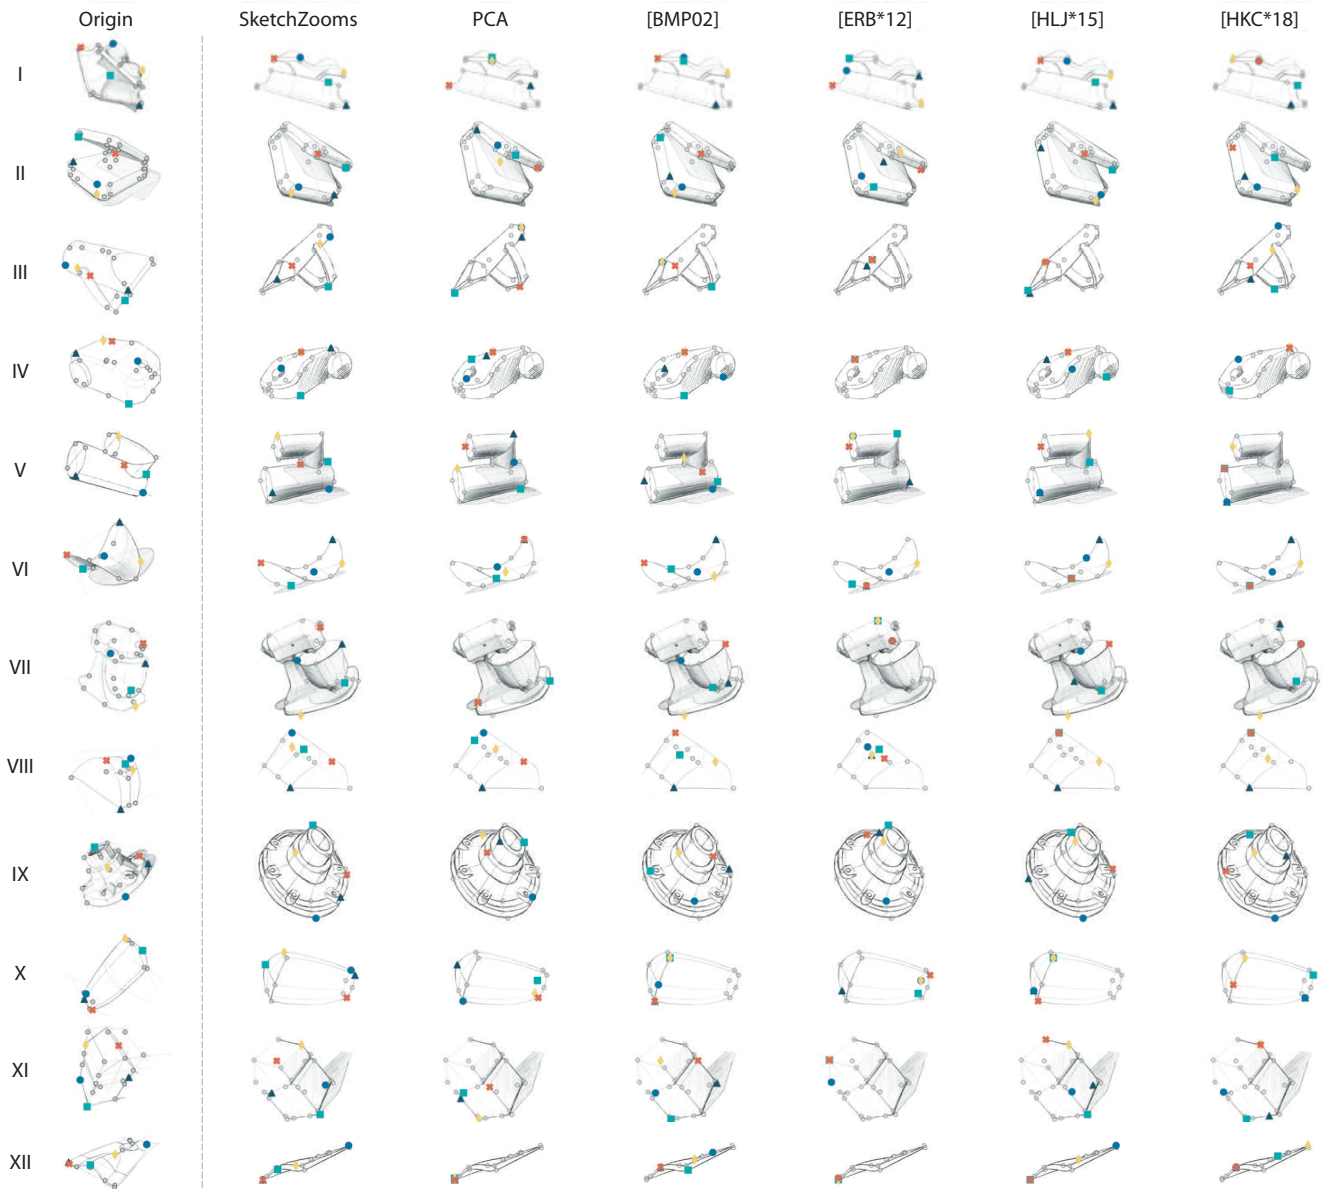 Origin SketchZooms PCA [BMP02] [ERB*12] [HLJ*15] [HKC*18]
I
II
III
IV
V
VI
VII
VIII
IX
X
XI
XII